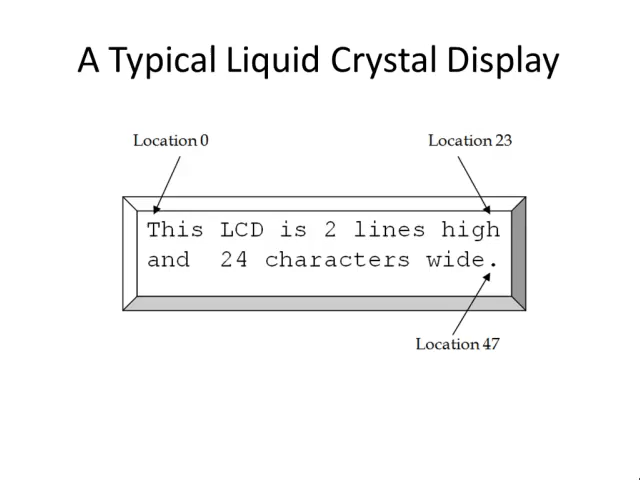 A Typical Liquid Crystal Display
Location 0
Location 23
This LCD is 2 lines high
and  24 characters wide.
Location 47